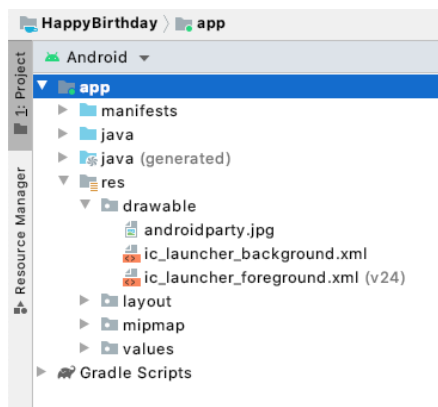 HappyBirthday app
1: Project
Resource Manager
Android
app
manifests
java
java (generated)
res
drawable
androidparty.jpg
ic_launcher_background.xml
ic_launcher_foreground.xml (v24)
layout
mipmap
values
Gradle Scripts